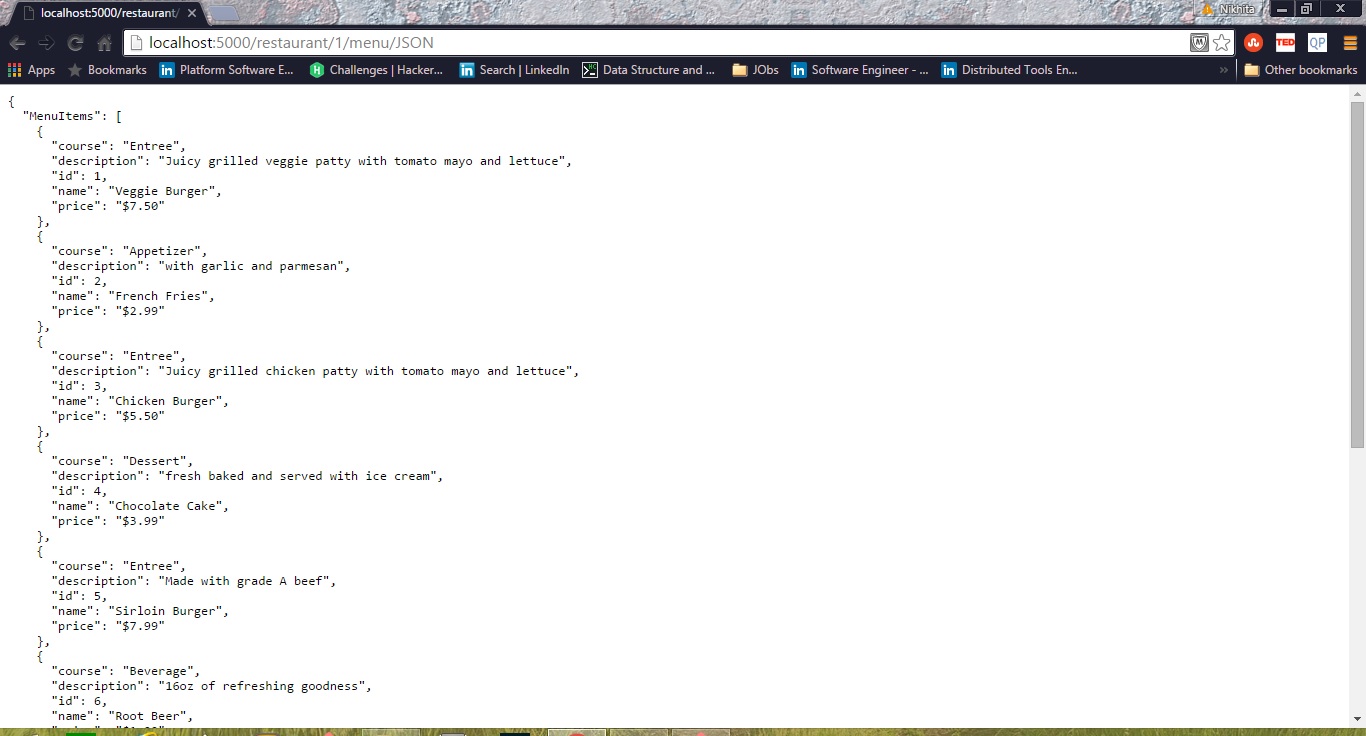 localhost:5000/restaurant/
Nikhita
localhost:5000/restaurant/1/menu/JSON
TED
QP
Apps
Bookmarks
Platform Software E...
Challenges | Hacker...
Search | LinkedIn
Data Structure and ...
JObs
Software Engineer - ...
Distributed Tools En...
»
Other bookmarks
{
"MenuItems": [
{
"course": "Entree",
"description": "Juicy grilled veggie patty with tomato mayo and lettuce",
"id": 1,
"name": "Veggie Burger",
"price": "$7.50"
},
{
"course": "Appetizer",
"description": "with garlic and parmesan",
"id": 2,
"name": "French Fries",
"price": "$2.99"
},
{
"course": "Entree",
"description": "Juicy grilled chicken patty with tomato mayo and lettuce",
"id": 3,
"name": "Chicken Burger",
"price": "$5.50"
},
{
"course": "Dessert",
"description": "fresh baked and served with ice cream",
"id": 4,
"name": "Chocolate Cake",
"price": "$3.99"
},
{
"course": "Entree",
"description": "Made with grade A beef",
"id": 5,
"name": "Sirloin Burger",
"price": "$7.99"
},
{
"course": "Beverage",
"description": "16oz of refreshing goodness",
"id": 6,
"name": "Root Beer",